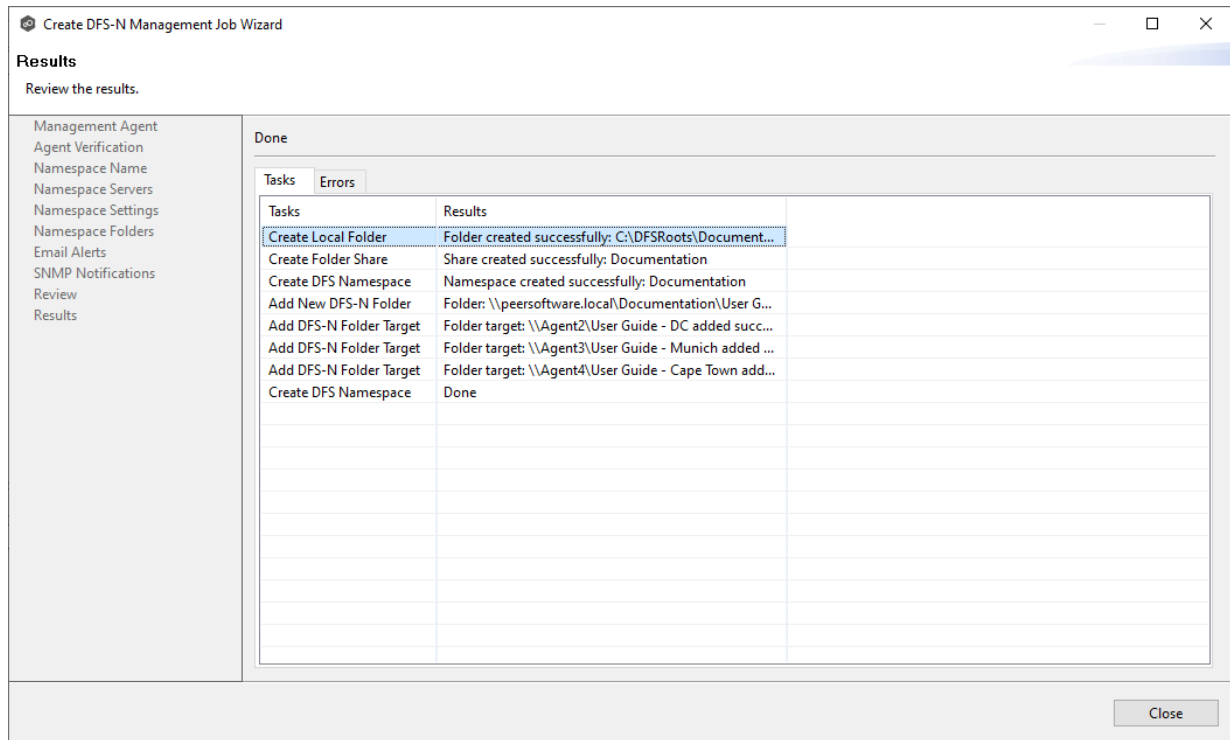 Create DFS-N Management Job Wizard
Results
Review the results.
Management Agent
Agent Verification
Namespace Name
Namespace Servers
Namespace Settings
Namespace Folders
Email Alerts
SNMP Notifications
Review
Results
Done
Tasks Errors
Tasks Results
Create Local Folder Folder created successfully: C:\DFSRoots\Document...
Create Folder Share Share created successfully: Documentation
Create DFS Namespace Namespace created successfully: Documentation
Add New DFS-N Folder Folder: \\peersoftware.local\Documentation\User G...
Add DFS-N Folder Target Folder target: \\Agent2\User Guide - DC added succ...
Add DFS-N Folder Target Folder target: \\Agent3\User Guide - Munich added ...
Add DFS-N Folder Target Folder target: \\Agent4\User Guide - Cape Town add...
Create DFS Namespace Done
Close